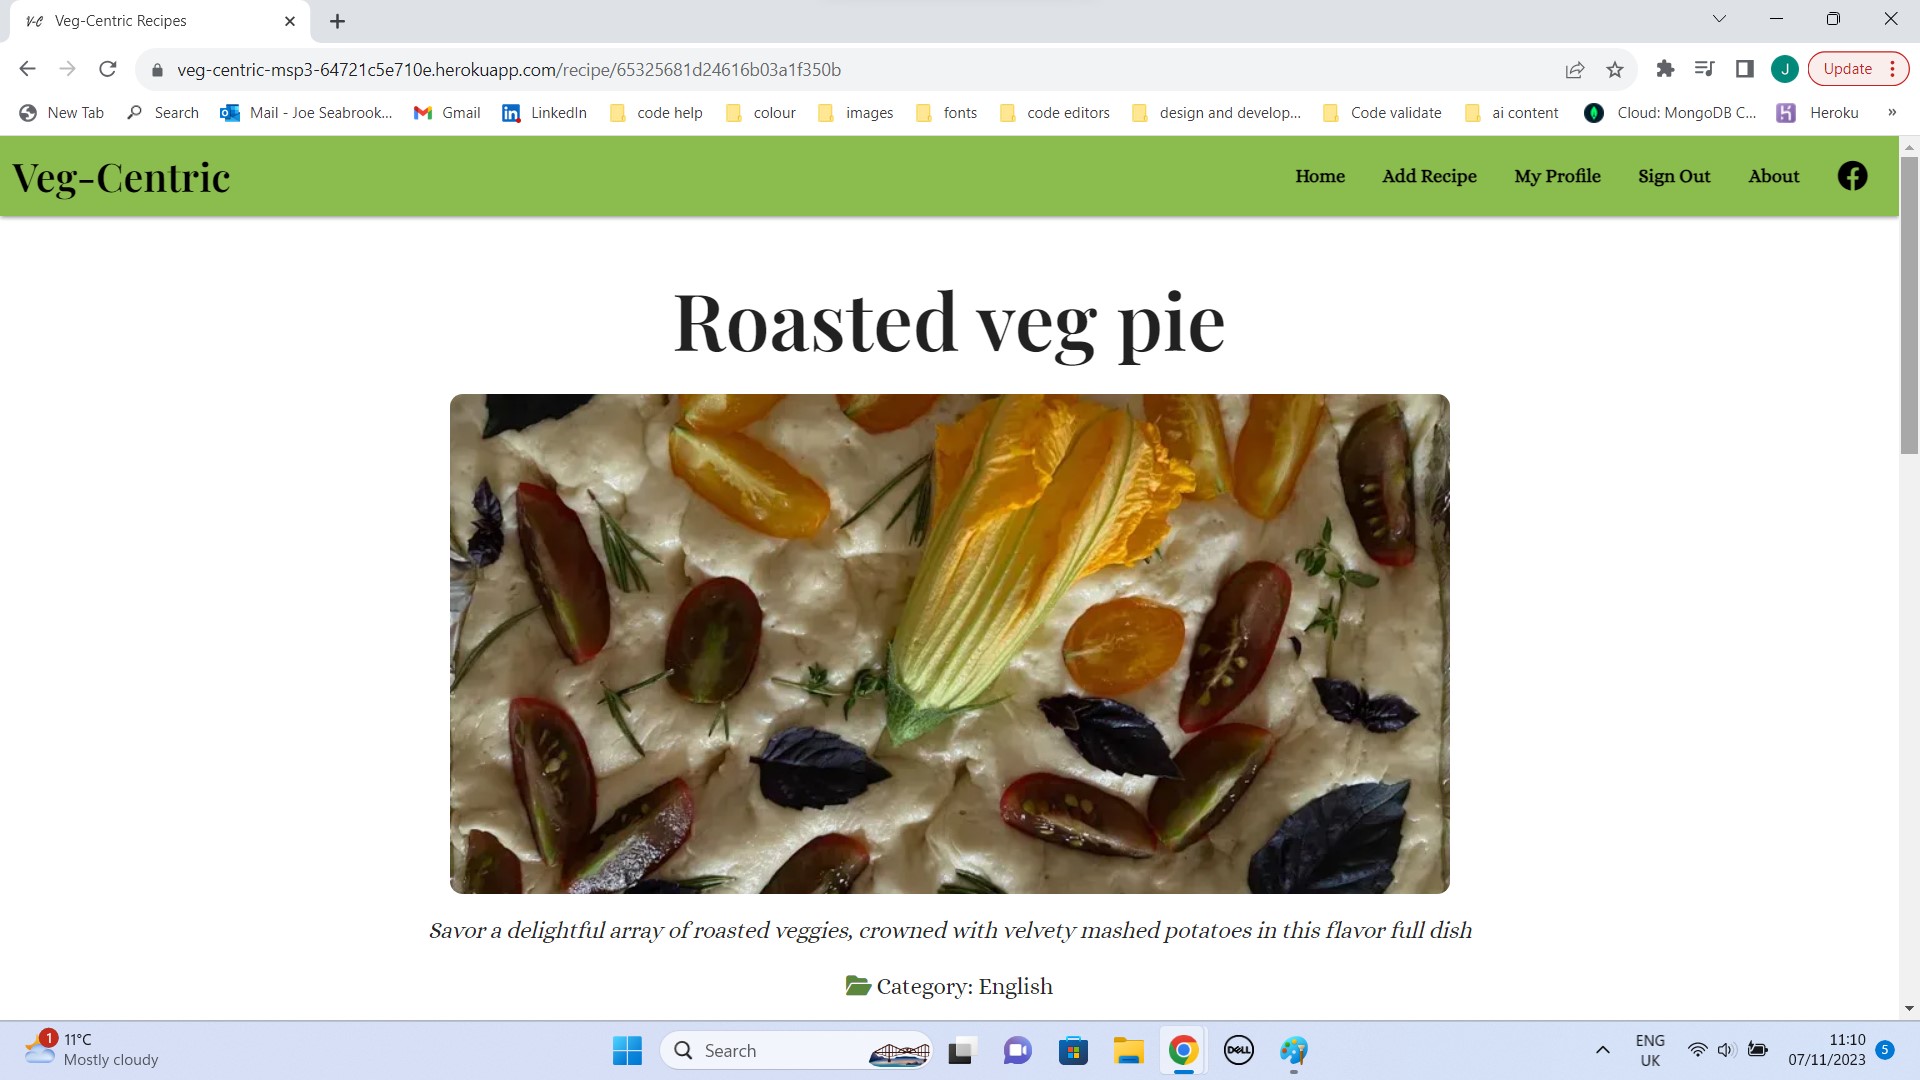 V-C Veg-Centric Recipes
veg-centric-msp3-64721c5e710e.herokuapp.com/recipe/65325681d24616b03a1f350b
J
Update
New Tab Search Mail - Joe Seabrook... Gmail LinkedIn code help colour images fonts code editors design and develop... Code validate ai content Cloud: MongoDB C... Heroku »
Veg-Centric Home Add Recipe My Profile Sign Out About
Roasted veg pie
Savor a delightful array of roasted veggies, crowned with velvety mashed potatoes in this flavor full dish
Category: English
1 11°C
Mostly cloudy
Search
DELL
ENG
UK
11:10
07/11/2023
5